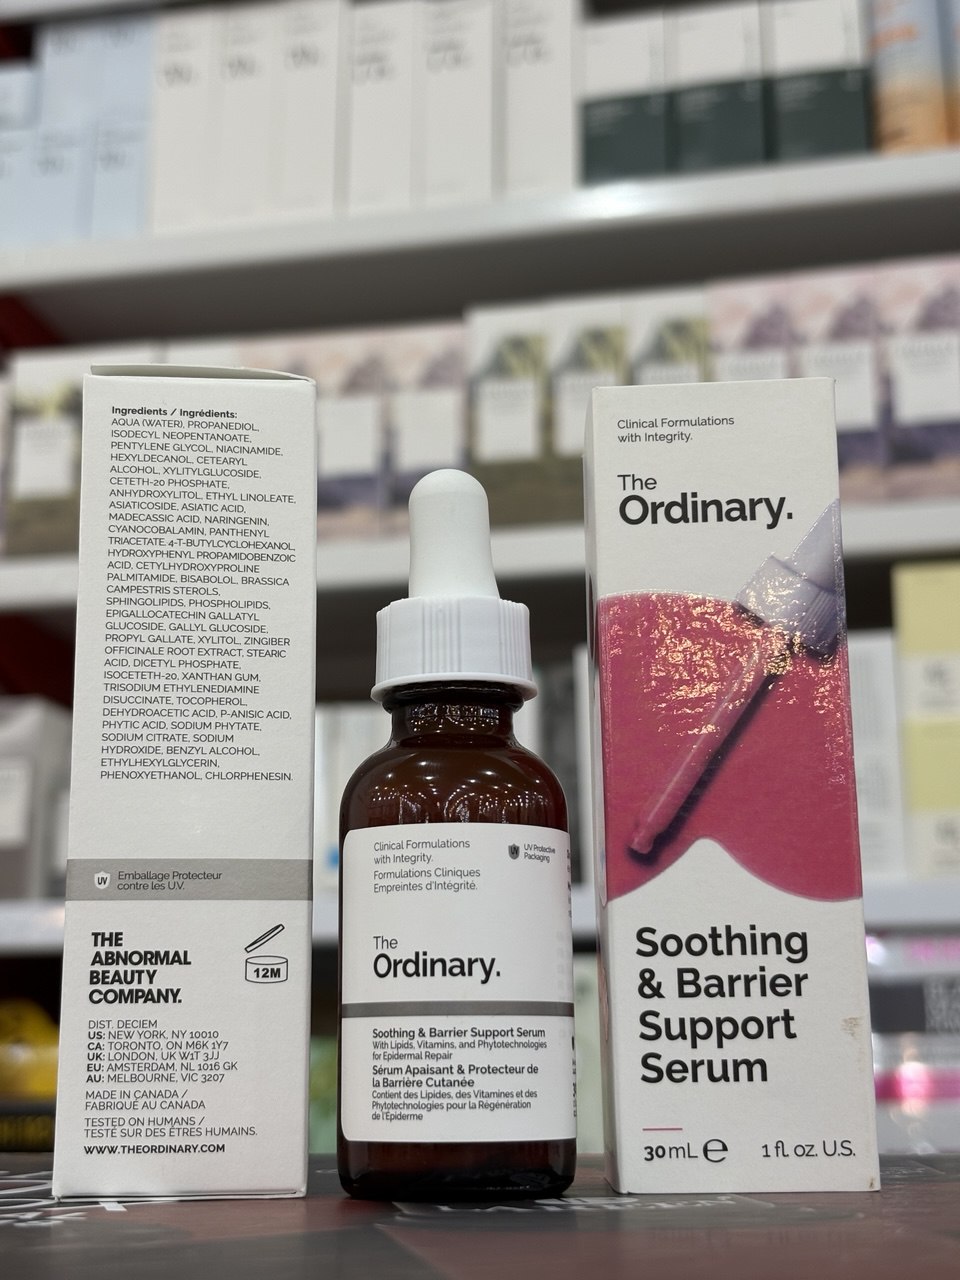 Ingredients / Ingrédients:
AQUA (WATER), PROPANEDIOL,
ISODECYL NEOPENTANOATE,
PENTYLENE GLYCOL, NIACINAMIDE,
HEXYLDECANOL, CETEARYL
ALCOHOL, XYLITYLGLUCOSIDE,
CETETH-20 PHOSPHATE,
ANHYDROXYLITOL, ETHYL LINOLEATE,
ASIATICOSIDE, ASIATIC ACID,
MADECASSIC ACID, NARINGENIN,
CYANOCOBALAMIN, PANTHENYL
TRIACETATE, 4-T-BUTYLCYCLOHEXANOL,
HYDROXYPHENYL PROPAMIDOBENZOIC
ACID, CETYLHYDROXYPROLINE
PALMITAMIDE, BISABOLOL, BRASSICA
CAMPESTRIS STEROLS,
SPHINGOLIPIDS, PHOSPHOLIPIDS,
EPIGALLOCATECHIN GALLATYL
GLUCOSIDE, GALLYL GLUCOSIDE,
PROPYL GALLATE, XYLITOL, ZINGIBER
OFFICINALE ROOT EXTRACT, STEARIC
ACID, DICETYL PHOSPHATE,
ISOCETETH-20, XANTHAN GUM,
TRISODIUM ETHYLENEDIAMINE
DISUCCINATE, TOCOPHEROL,
DEHYDROACETIC ACID, P-ANISIC ACID,
PHYTIC ACID, SODIUM PHYTATE,
SODIUM CITRATE, SODIUM
HYDROXIDE, BENZYL ALCOHOL,
ETHYLHEXYLGLYCERIN,
PHENOXYETHANOL, CHLORPHENESIN.
UV
Emballage Protecteur
contre les U.V.
THE
ABNORMAL
BEAUTY
COMPANY.
12M
DIST. DECIEM
US: NEW YORK, NY 10010
CA: TORONTO, ON M6K 1Y7
UK: LONDON, UK W1T 3JJ
EU: AMSTERDAM, NL 1016 GK
AU: MELBOURNE, VIC 3207
MADE IN CANADA /
FABRIQUÉ AU CANADA
TESTED ON HUMANS /
TESTÉ SUR DES ÊTRES HUMAINS.
WWW.THEORDINARY.COM
Clinical Formulations
with Integrity.
Formulations Cliniques
Empreintes d'Intégrité.
UV
UV Protective
Packaging
The
Ordinary.
Soothing & Barrier Support Serum
With Lipids, Vitamins, and Phytotechnologies
for Epidermal Repair
Sérum Apaisant & Protecteur de
la Barrière Cutanée
Contient des Lipides, des Vitamines et des
Phytotechnologies pour la Régénération
de l'Épiderme
Clinical Formulations
with Integrity.
The
Ordinary.
Soothing
& Barrier
Support
Serum
30 mL ℮ 1 fl. oz. U.S.